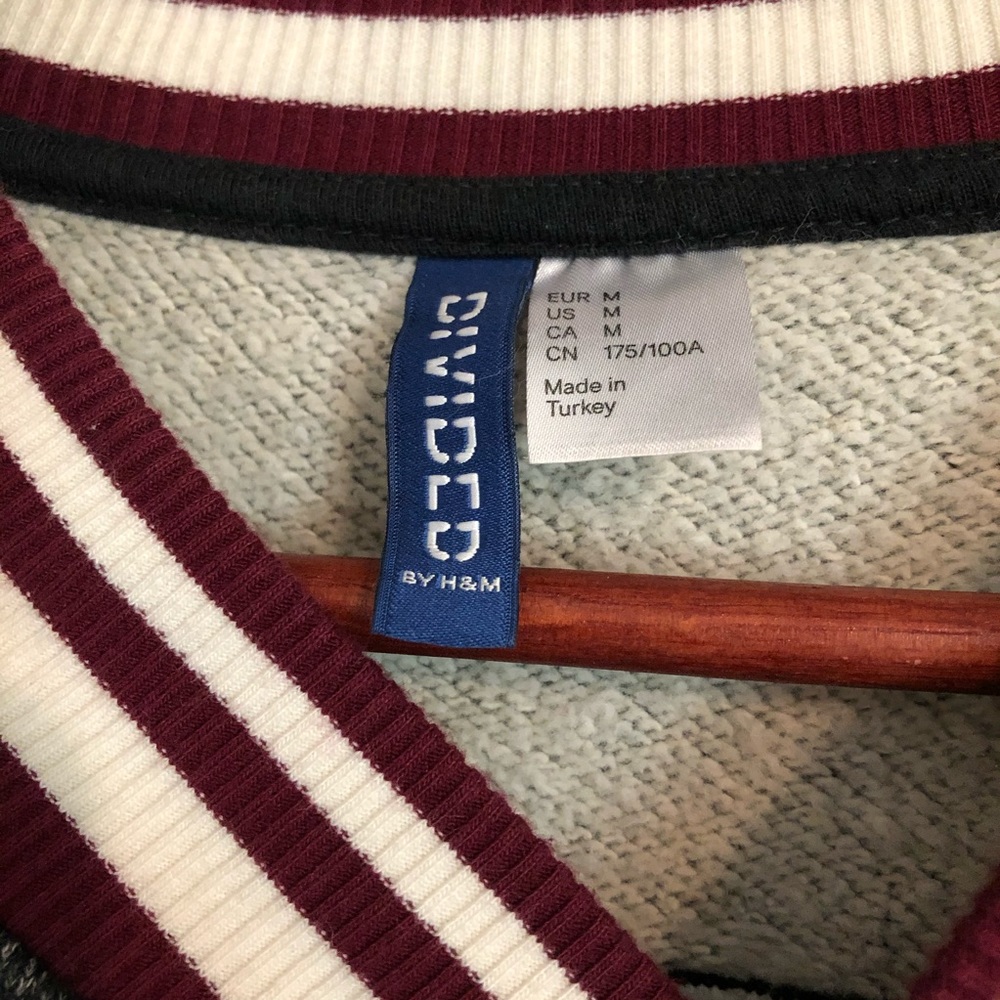 DIVIDED
BY H&M
EUR M
US M
CA M
CN 175/100A
Made in
Turkey